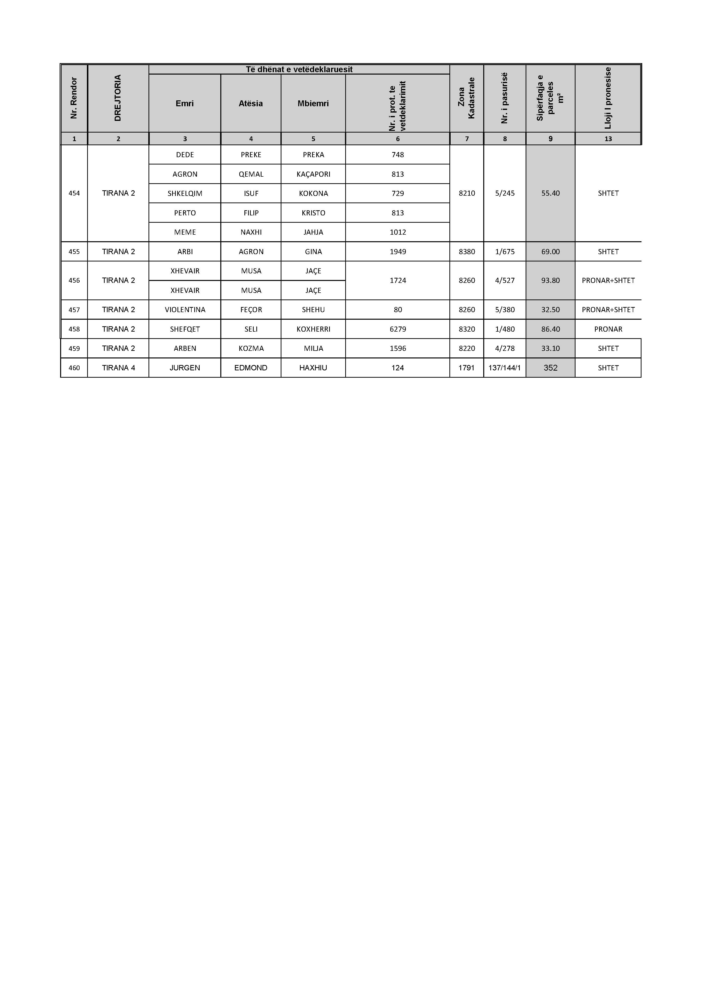 Nr. Rendor
DREJTORIA
Të dhënat e vetëdeklaruesit
Emri
Atësia
Mbiemri
Nr. i prot. te
vetdeklarimit
Zona
Kadastrale
Nr. i pasurisë
Sipërfaqja e
parceles
m²
Lloji I pronesise
1 2 3 4 5 6 7 8 9 13
454 TIRANA 2 DEDE PREKE PREKA 748 8210 5/245 55.40 SHTET
AGRON QEMAL KAÇAPORI 813
SHKELQIM ISUF KOKONA 729
PERTO FILIP KRISTO 813
MEME NAXHI JAHJA 1012
455 TIRANA 2 ARBI AGRON GINA 1949 8380 1/675 69.00 SHTET
456 TIRANA 2 XHEVAIR MUSA JAÇE 1724 8260 4/527 93.80 PRONAR+SHTET
XHEVAIR MUSA JAÇE
457 TIRANA 2 VIOLENTINA FEÇOR SHEHU 80 8260 5/380 32.50 PRONAR+SHTET
458 TIRANA 2 SHEFQET SELI KOXHERRI 6279 8320 1/480 86.40 PRONAR
459 TIRANA 2 ARBEN KOZMA MILJA 1596 8220 4/278 33.10 SHTET
460 TIRANA 4 JURGEN EDMOND HAXHIU 124 1791 137/144/1 352 SHTET